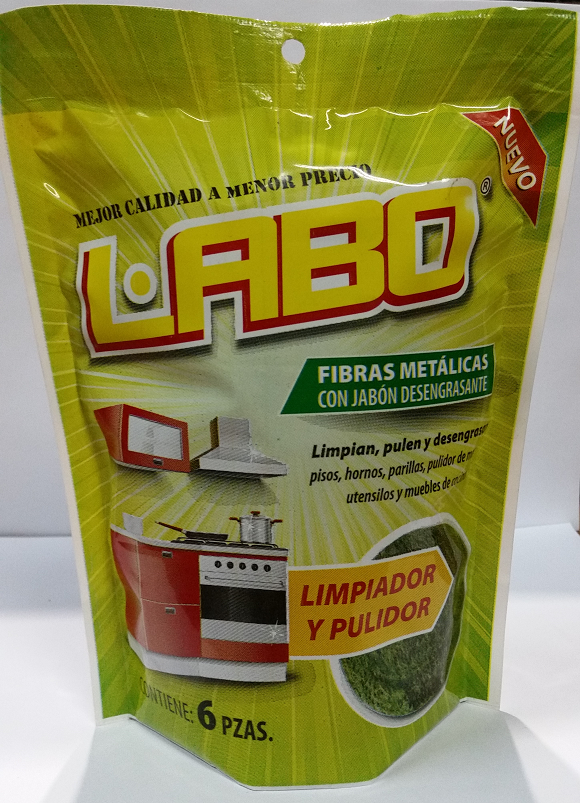 NUEVO
MEJOR CALIDAD A MENOR PRECIO
LABO®
FIBRAS METÁLICAS
CON JABÓN DESENGRASANTE
Limpian, pulen y desengrasan
pisos, hornos, parillas, pulidor de
utensilos y muebles de
LIMPIADOR
Y PULIDOR
CONTIENE: 6 PZAS.